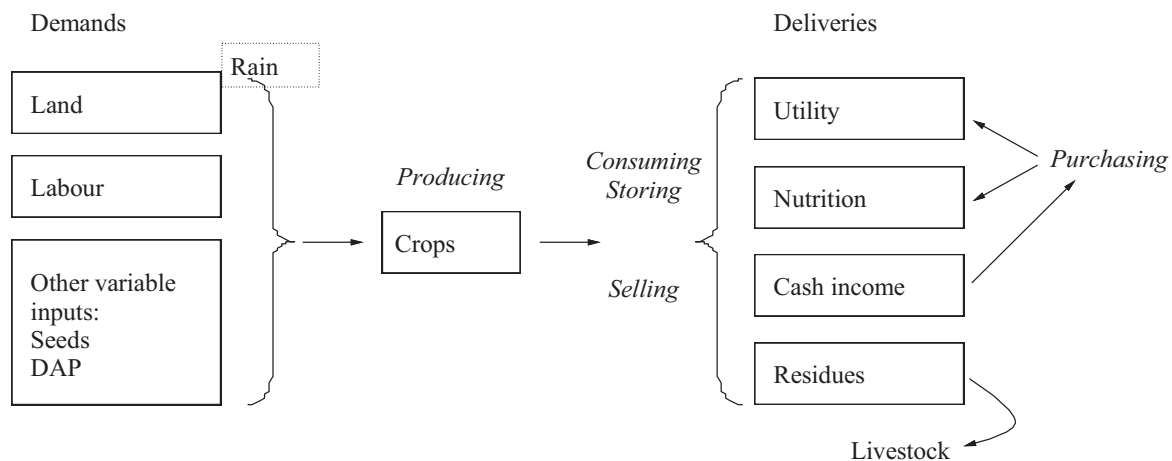 Demands
Deliveries
Rain
Land
Labour
Other variable
inputs:
Seeds
DAP
Producing
Crops
Consuming
Storing
Selling
Utility
Nutrition
Cash income
Residues
Purchasing
Livestock